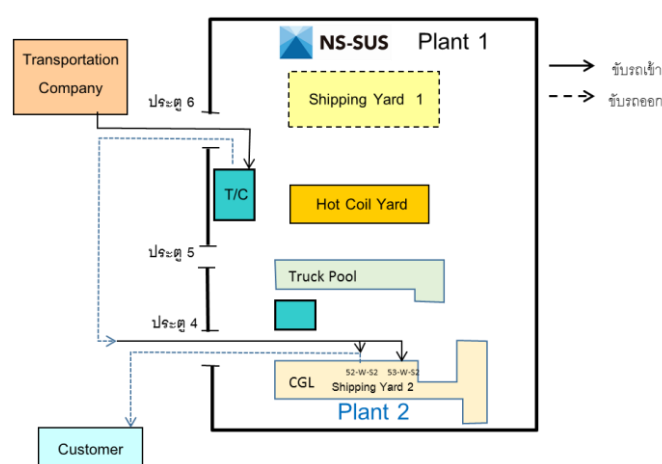 NS-SUS Plant 1
Transportation
Company
ขับรถเข้า
ขับรถออก
ประตู 6
Shipping Yard 1
T/C
Hot Coil Yard
ประตู 5
Truck Pool
ประตู 4
52-W-S2 53-W-S2
CGL
Shipping Yard 2
Plant 2
Customer